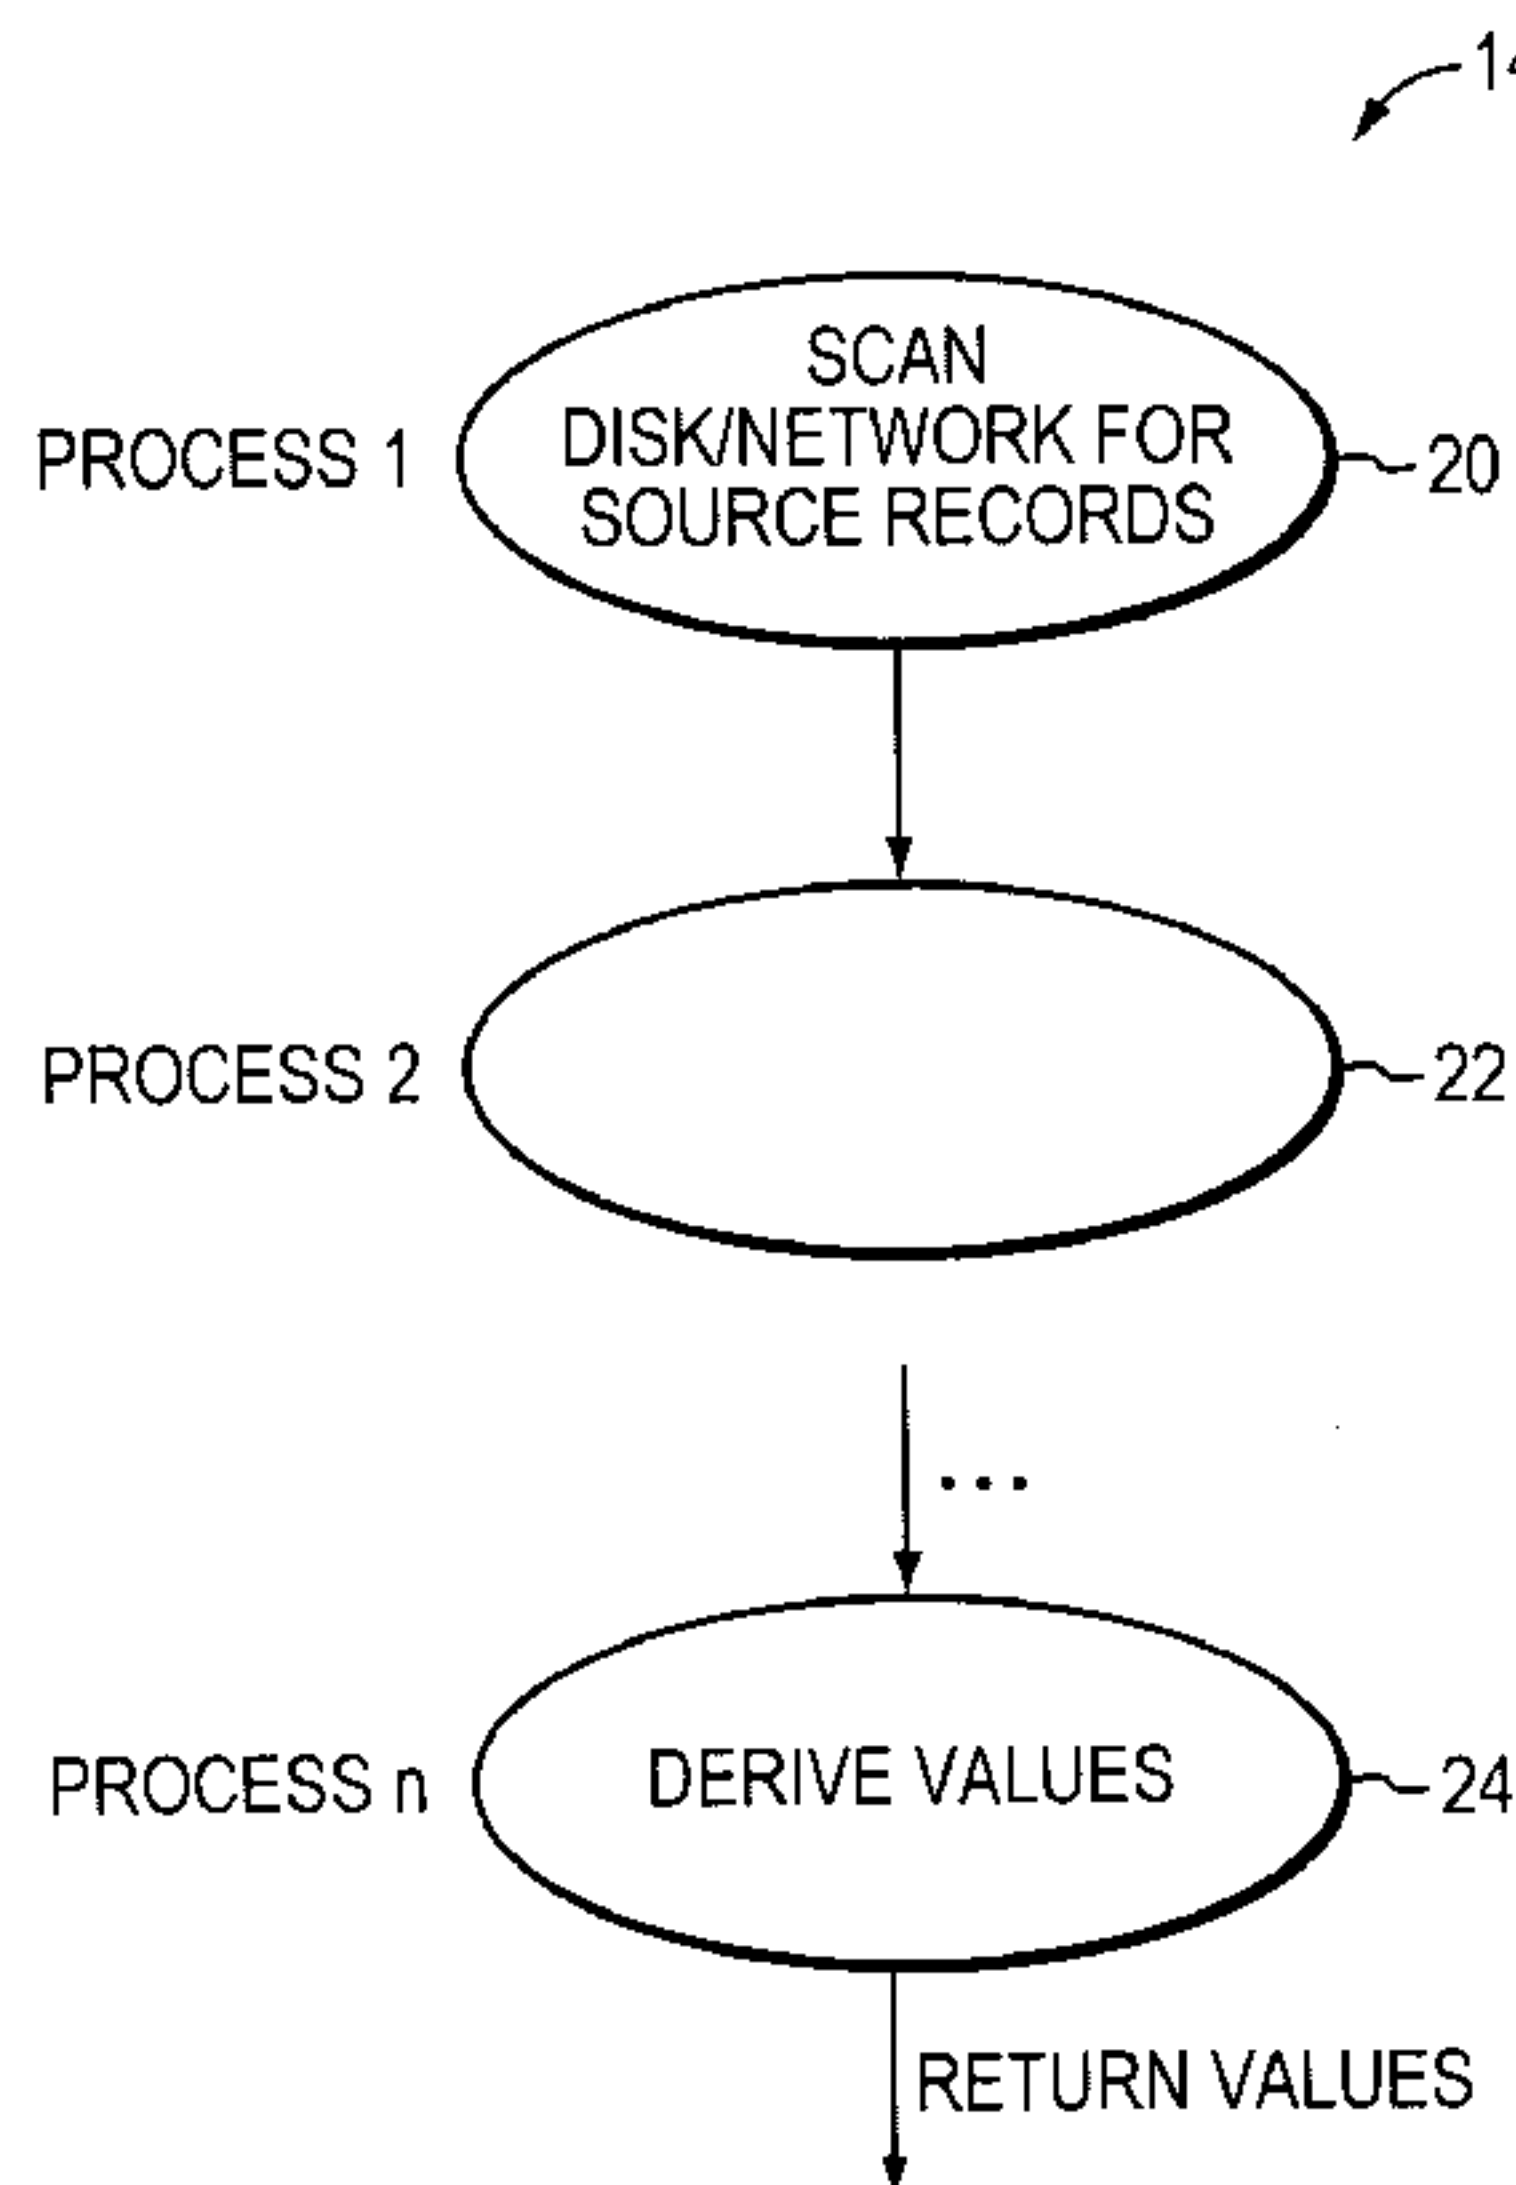 14
SCAN
DISK/NETWORK FOR
SOURCE RECORDS
PROCESS 1
20
PROCESS 2
22
...
PROCESS n
DERIVE VALUES
24
RETURN VALUES